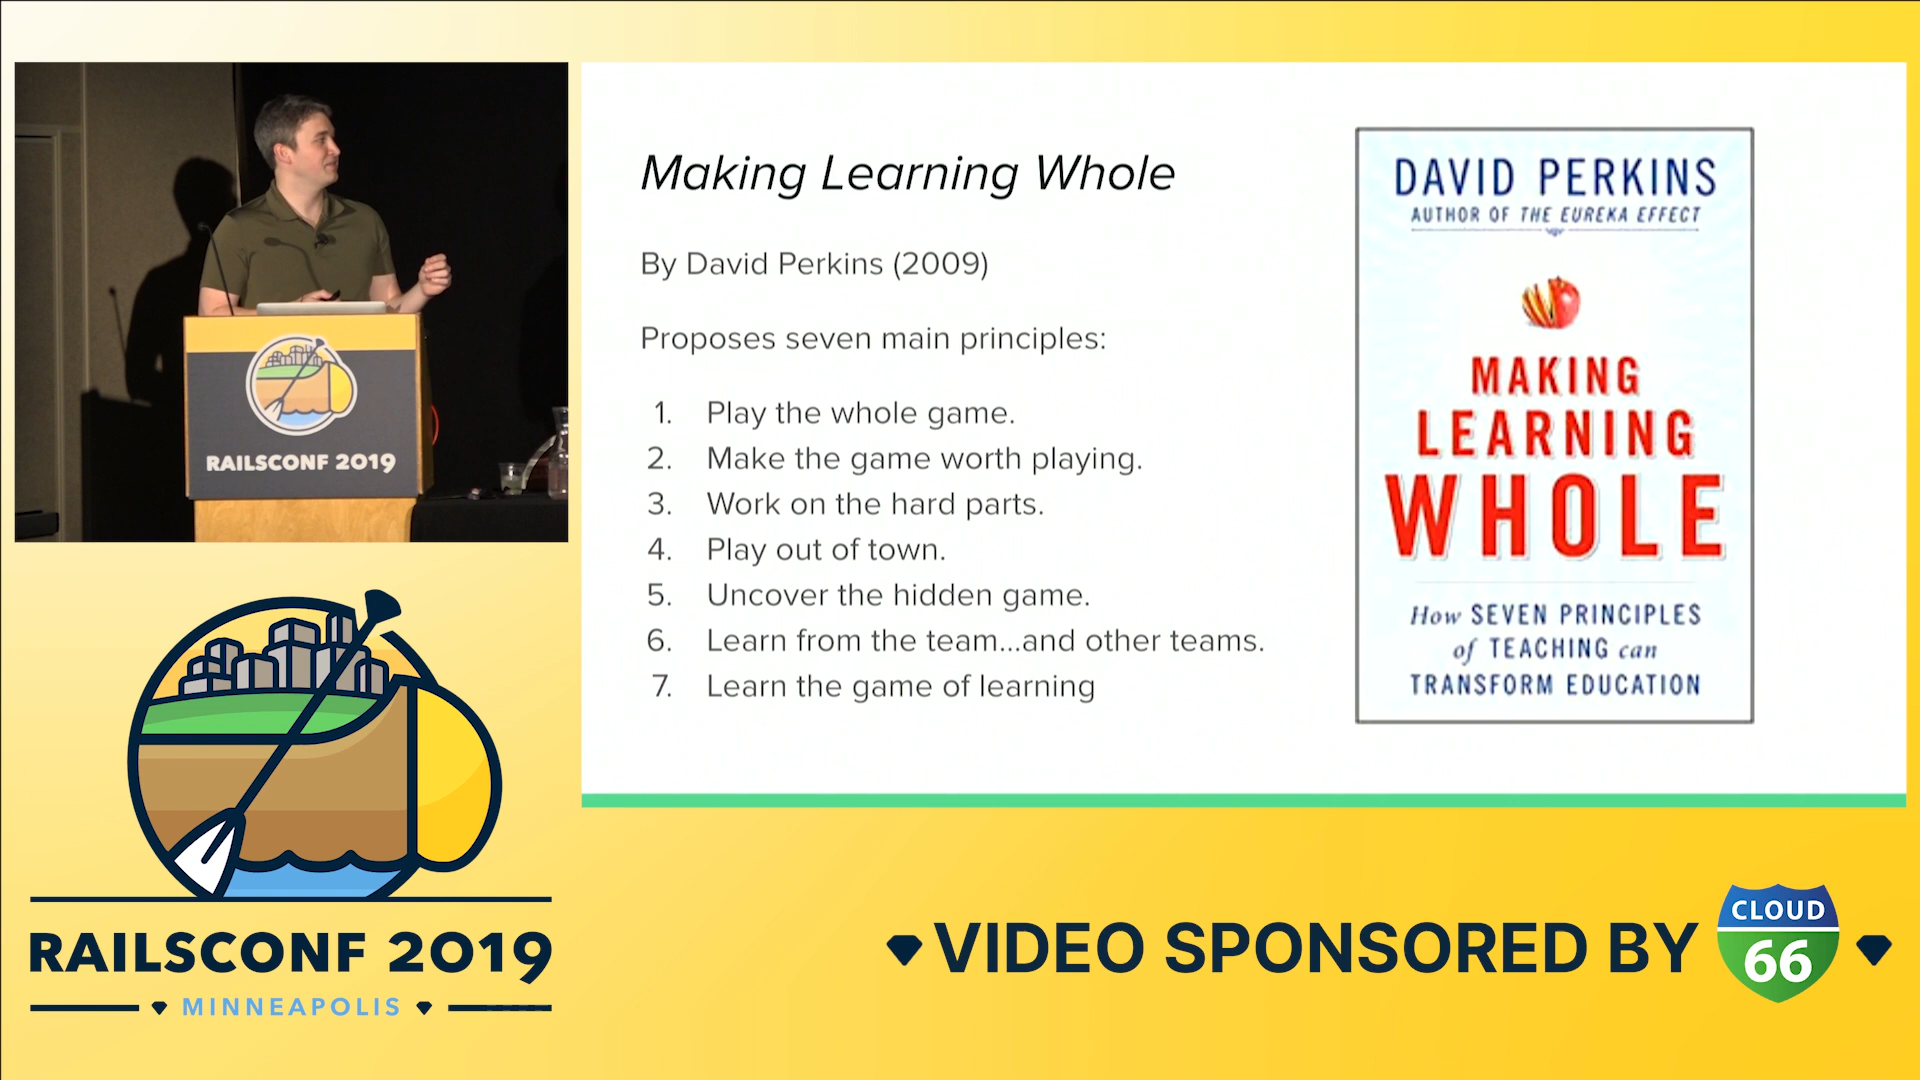 RAILSCONF 2019
Making Learning Whole
By David Perkins (2009)
Proposes seven main principles:
1. Play the whole game.
2. Make the game worth playing.
3. Work on the hard parts.
4. Play out of town.
5. Uncover the hidden game.
6. Learn from the team...and other teams.
7. Learn the game of learning
DAVID PERKINS
AUTHOR OF THE EUREKA EFFECT
MAKING
LEARNING
WHOLE
How SEVEN PRINCIPLES
of TEACHING can
TRANSFORM EDUCATION
RAILSCONF 2019
MINNEAPOLIS
VIDEO SPONSORED BY
CLOUD
66